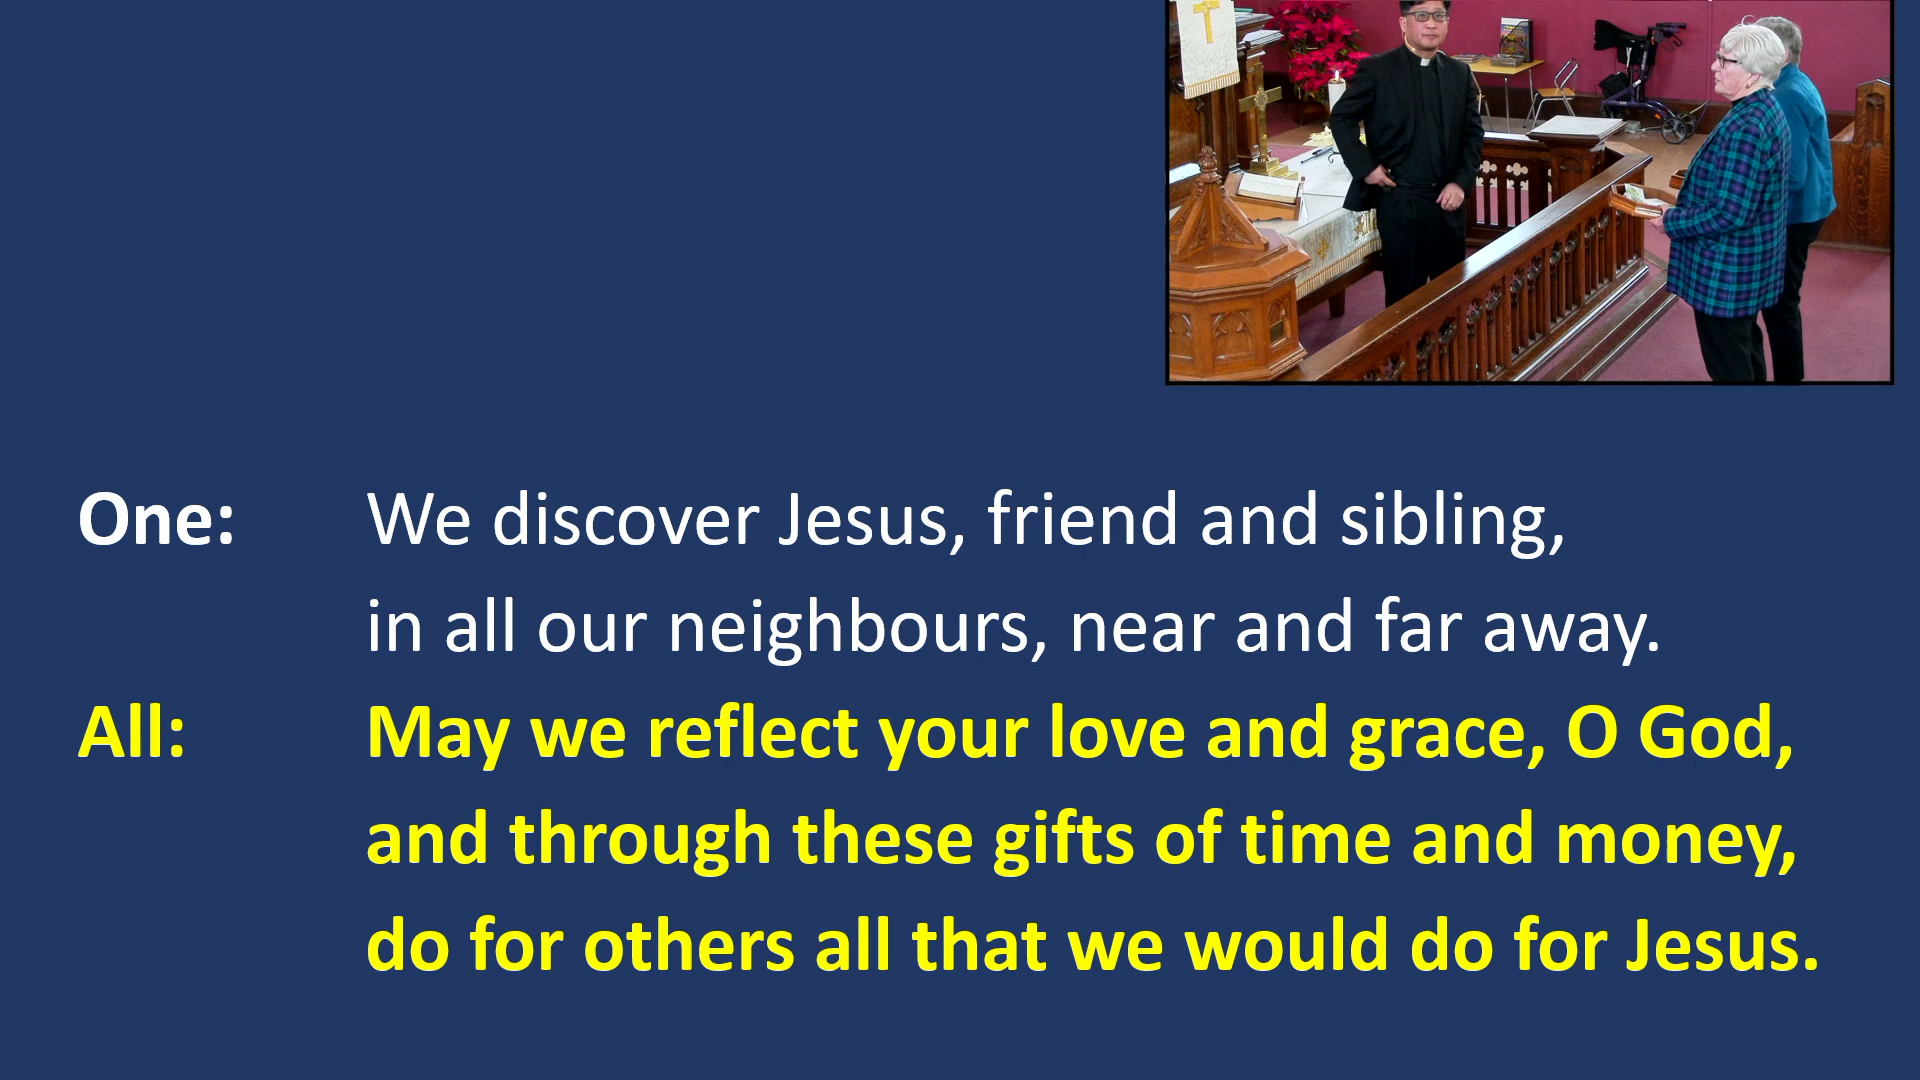 One: We discover Jesus, friend and sibling,
in all our neighbours, near and far away.
All: May we reflect your love and grace, O God,
and through these gifts of time and money,
do for others all that we would do for Jesus.